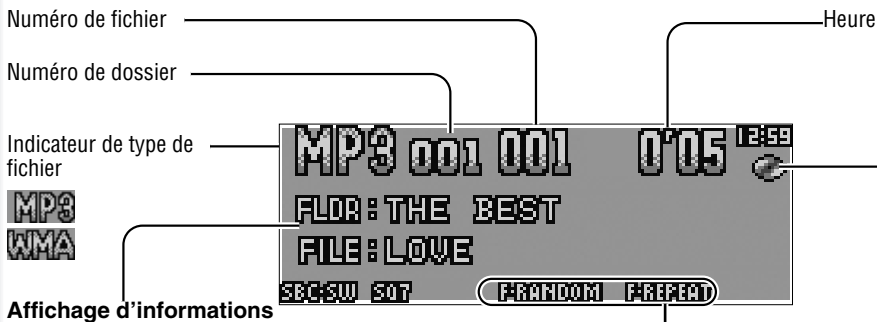 Numéro de fichier
Heure
Numéro de dossier
Indicateur de type de
fichier
MP3
WMA
MP3 001 001 0'05 12:59
FLDR:THE BEST
FILE:LOVE
SBC-SW SQ7 F-RANDOM F-REPEAT
Affichage d'informations